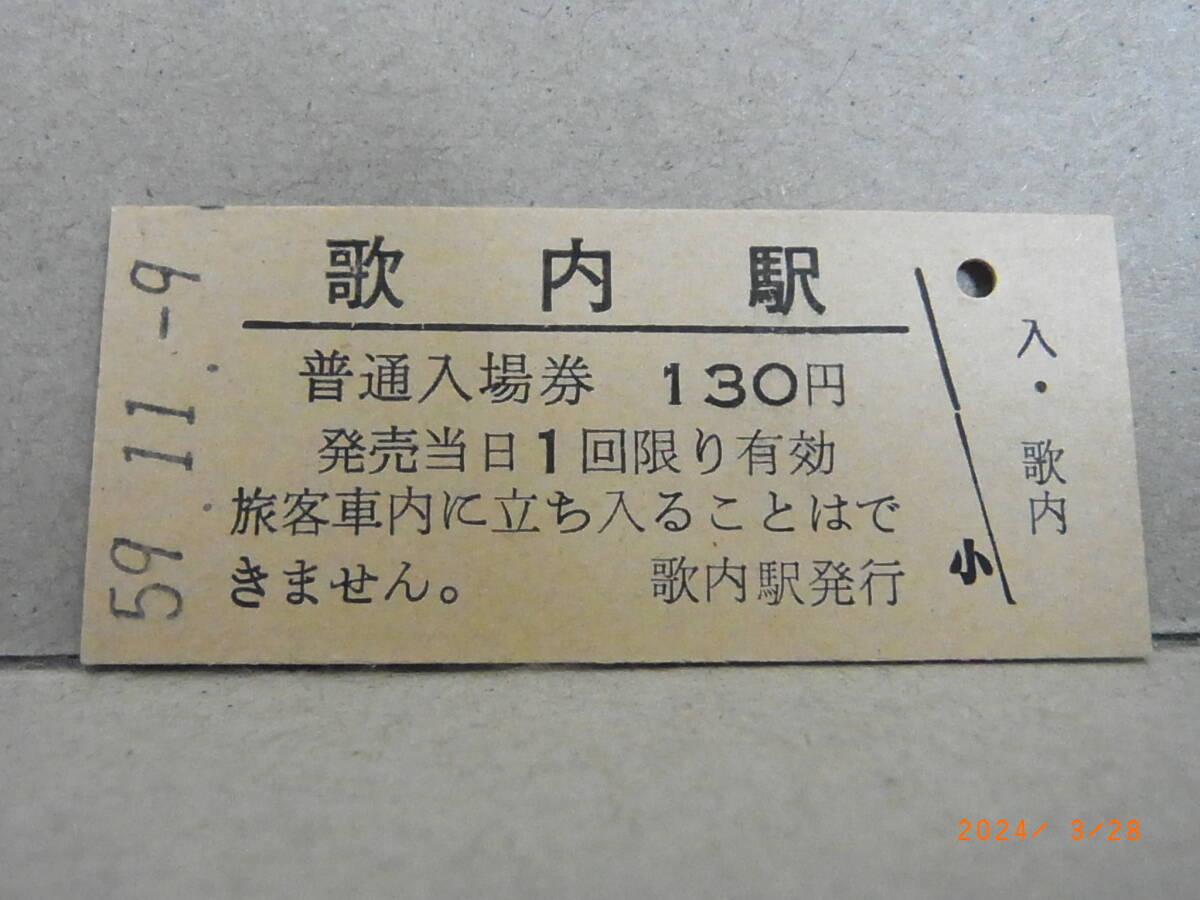 歌内駅
普通入場券 130円
発売当日1回限り有効
旅客車内に立ち入ることはで
きません。 歌内駅発行
59.11.-9
小
入・歌内
2024/ 3/28